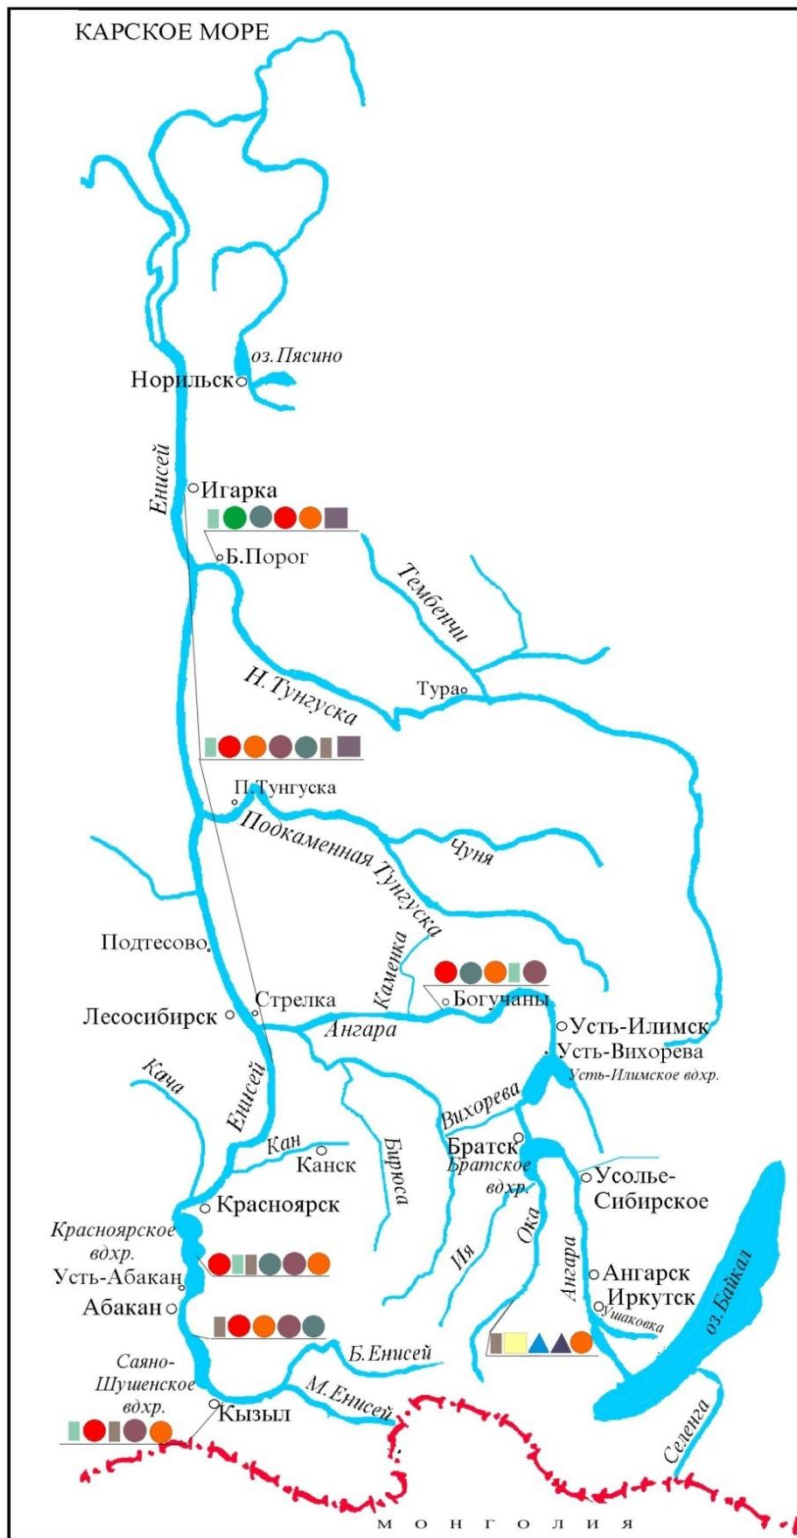 КАРСКОЕ МОРЕ
оз.Пясино
Норильск
Енисей
Игарка
Б.Порог
Тембенчи
Тура
Н.Тунгуска
П.Тунгуска
Подкаменная Тунгуска
Чуня
Подтесово
Каменка
Стрелка
Богучаны
Лесосибирск
Ангара
Усть-Илимск
Усть-Вихорева
Усть-Илимское вдхр.
Кача
Енисей
Вихорева
Кан
Канск
Бирюса
Братск
Братское
вдхр.
Усолье-
Сибирское
Красноярск
Красноярское
вдхр.
Ия
Ока
Ангара
Усть-Абакан
Ангарск
Иркутск
Абакан
Ушаковка
оз.Байкал
Б.Енисей
Саяно-
Шушенское
вдхр.
М.Енисей
Кызыл
Селенга
МОНГОЛИЯ